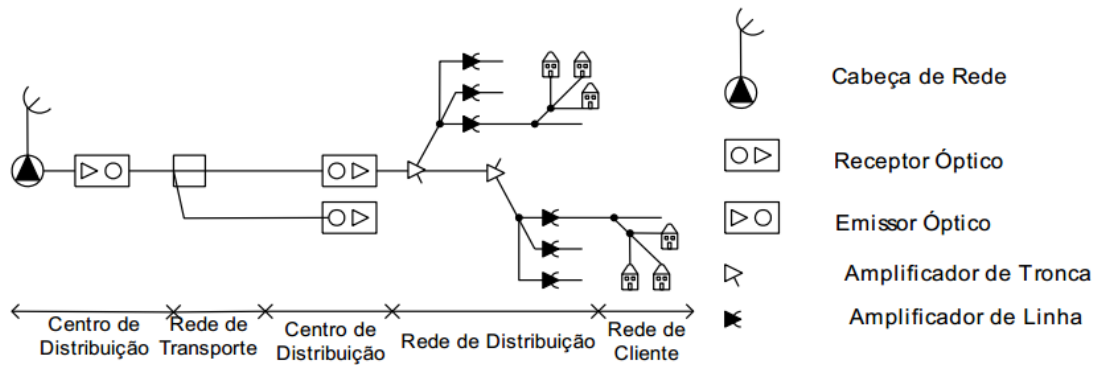 Cabeça de Rede
Receptor Óptico
Emissor Óptico
Amplificador de Tronca
Amplificador de Linha
Centro de
Distribuição
Rede de
Transporte
Centro de
Distribuição
Rede de Distribuição
Rede de
Cliente